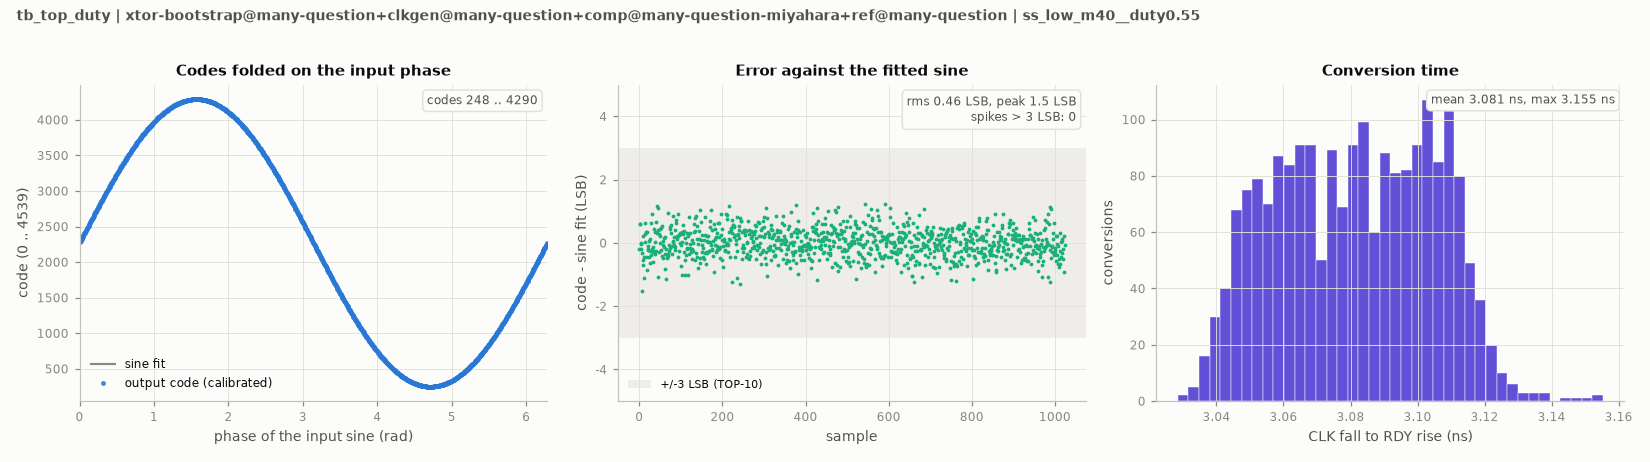 tb_top_duty | xtor-bootstrap@many-question+clkgen@many-question+comp@many-question-miyahara+ref@many-question | ss_low_m40__duty0.55
Codes folded on the input phase
codes 248 .. 4290
4000
3500
3000
2500
2000
1500
1000
500
code (0 .. 4539)
sine fit
output code (calibrated)
0
1
2
3
4
5
6
phase of the input sine (rad)
Error against the fitted sine
rms 0.46 LSB, peak 1.5 LSB
spikes > 3 LSB: 0
4
2
0
-2
-4
code - sine fit (LSB)
+/-3 LSB (TOP-10)
0
200
400
600
800
1000
sample
Conversion time
mean 3.081 ns, max 3.155 ns
100
80
60
40
20
0
conversions
3.04
3.06
3.08
3.10
3.12
3.14
3.16
CLK fall to RDY rise (ns)